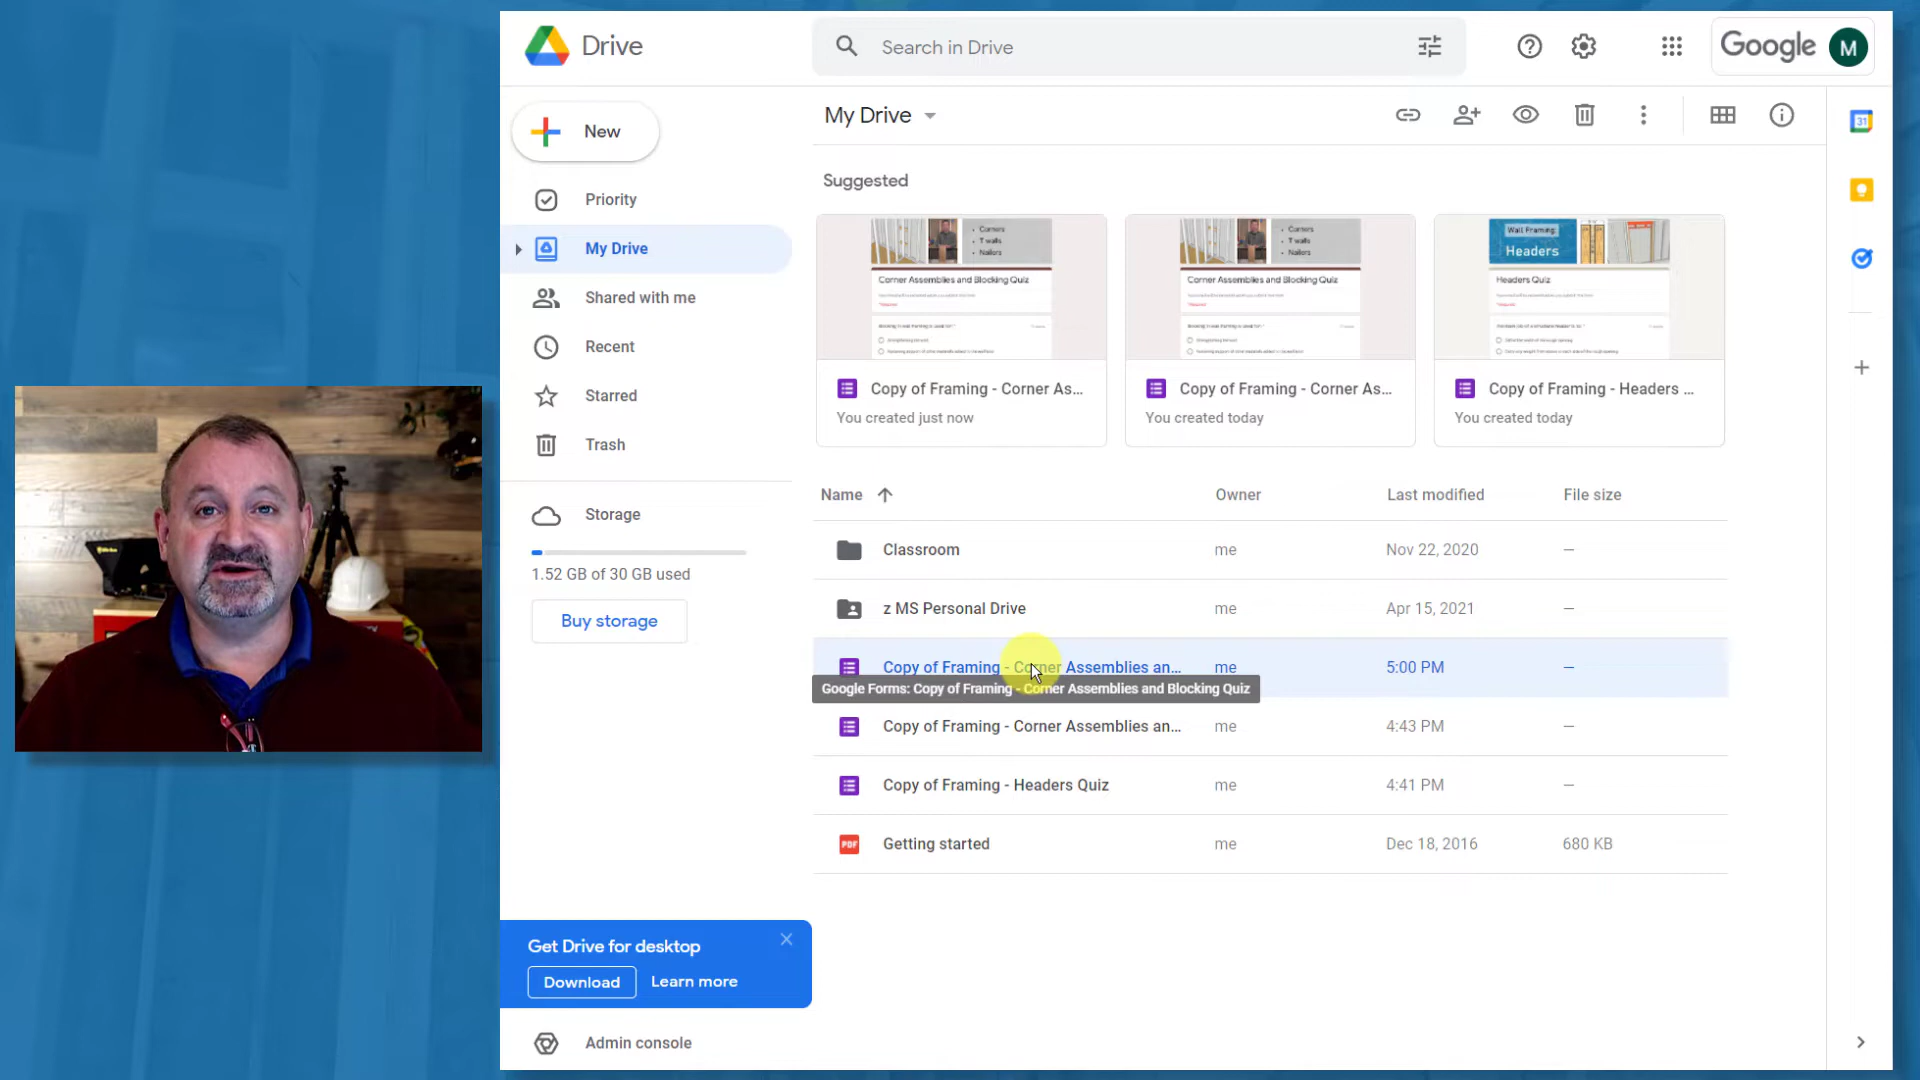 Drive
Search in Drive
Google
M
New
My Drive
Priority
My Drive
Shared with me
Recent
Starred
Trash
Storage
1.52 GB of 30 GB used
Buy storage
Suggested
Corners
T walls
Nailors
Corner Assemblies and Blocking Quiz
Copy of Framing - Corner As...
You created just now
Corners
T walls
Nailors
Corner Assemblies and Blocking Quiz
Copy of Framing - Corner As...
You created today
Wall Framing:
Headers
Headers Quiz
Copy of Framing - Headers ...
You created today
31
Name Owner Last modified File size
Classroom me Nov 22, 2020 –
z MS Personal Drive me Apr 15, 2021 –
Copy of Framing - Corner Assemblies an... me 5:00 PM –
Google Forms: Copy of Framing - Corner Assemblies and Blocking Quiz
Copy of Framing - Corner Assemblies an... me 4:43 PM –
Copy of Framing - Headers Quiz me 4:41 PM –
PDF Getting started me Dec 18, 2016 680 KB
Get Drive for desktop
Download Learn more
Admin console